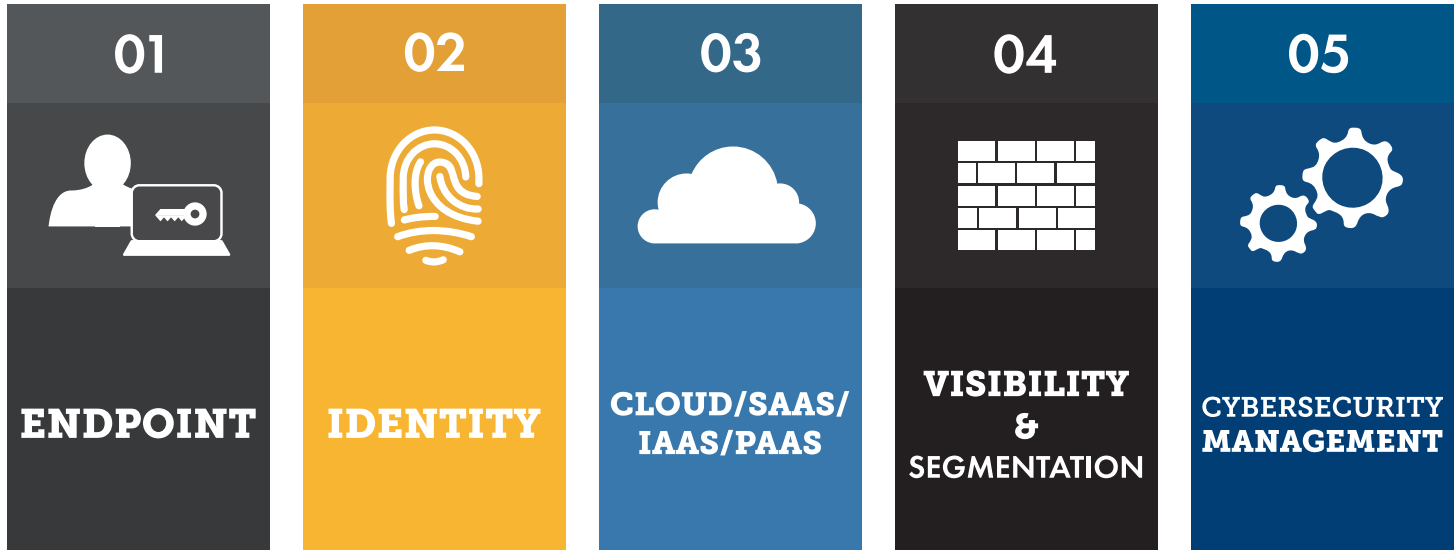 01
ENDPOINT
02
IDENTITY
03
CLOUD/SAAS/
IAAS/PAAS
04
VISIBILITY
&
SEGMENTATION
05
CYBERSECURITY
MANAGEMENT